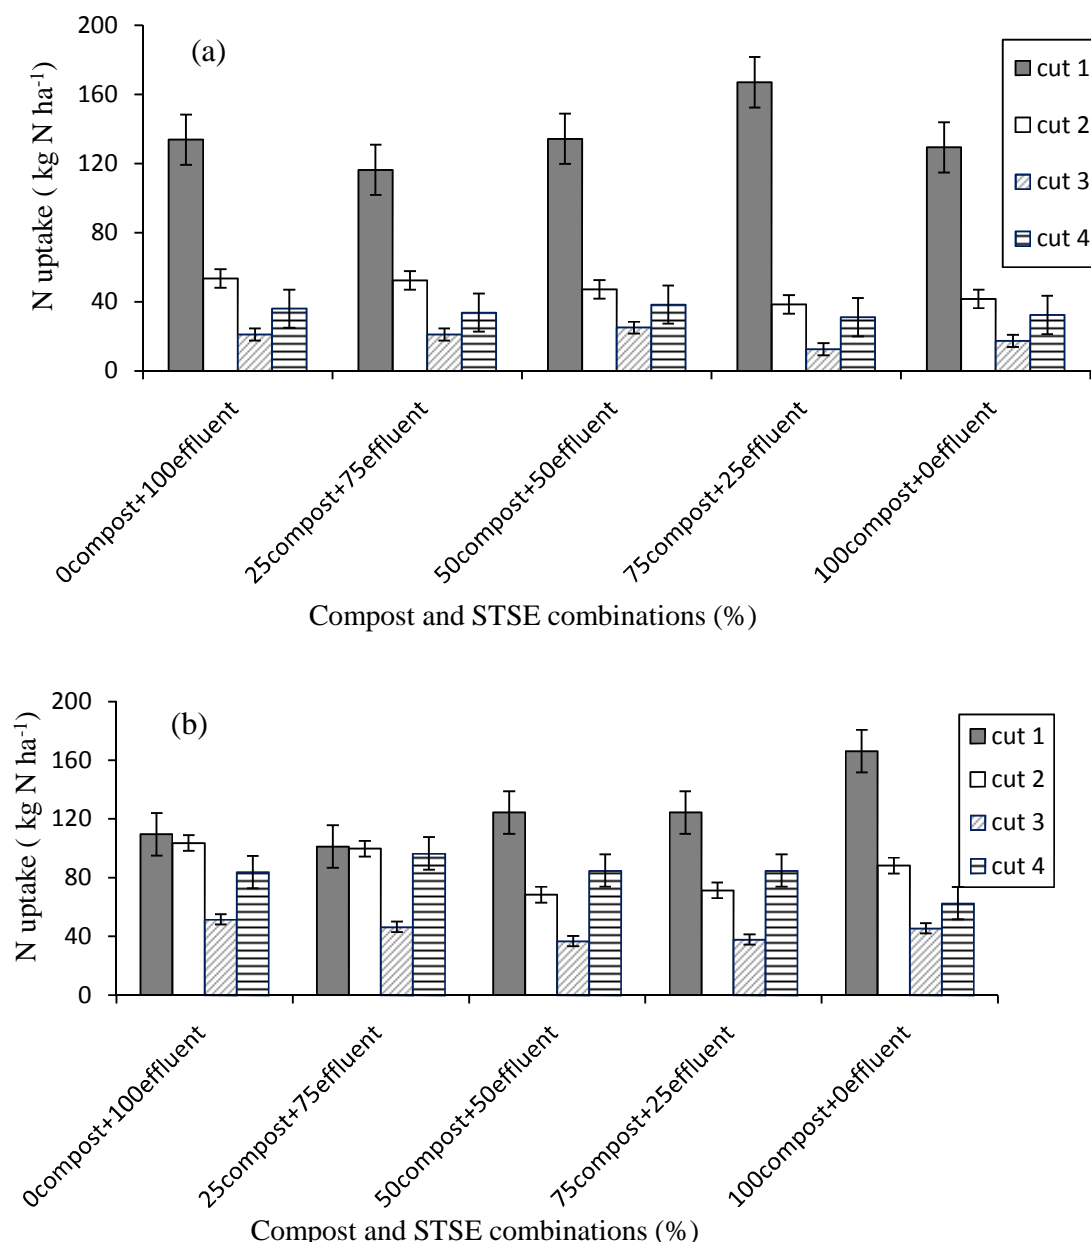 (a)
N uptake ( kg N ha-1)
200
160
120
80
40
0
cut 1
cut 2
cut 3
cut 4
0compost+100effluent
25compost+75effluent
50compost+50effluent
75compost+25effluent
100compost+0effluent
Compost and STSE combinations (%)
(b)
N uptake ( kg N ha-1)
200
160
120
80
40
0
cut 1
cut 2
cut 3
cut 4
0compost+100effluent
25compost+75effluent
50compost+50effluent
75compost+25effluent
100compost+0effluent
Compost and STSE combinations (%)